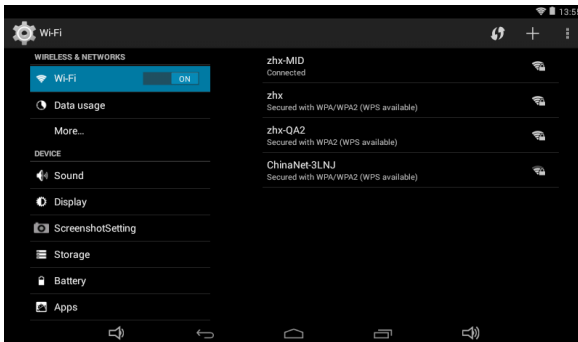 13:55
Wi-Fi
WIRELESS & NETWORKS
Wi-Fi ON
Data usage
More...
DEVICE
Sound
Display
ScreenshotSetting
Storage
Battery
Apps
zhx-MID
Connected
zhx
Secured with WPA/WPA2 (WPS available)
zhx-QA2
Secured with WPA2 (WPS available)
ChinaNet-3LNJ
Secured with WPA/WPA2 (WPS available)